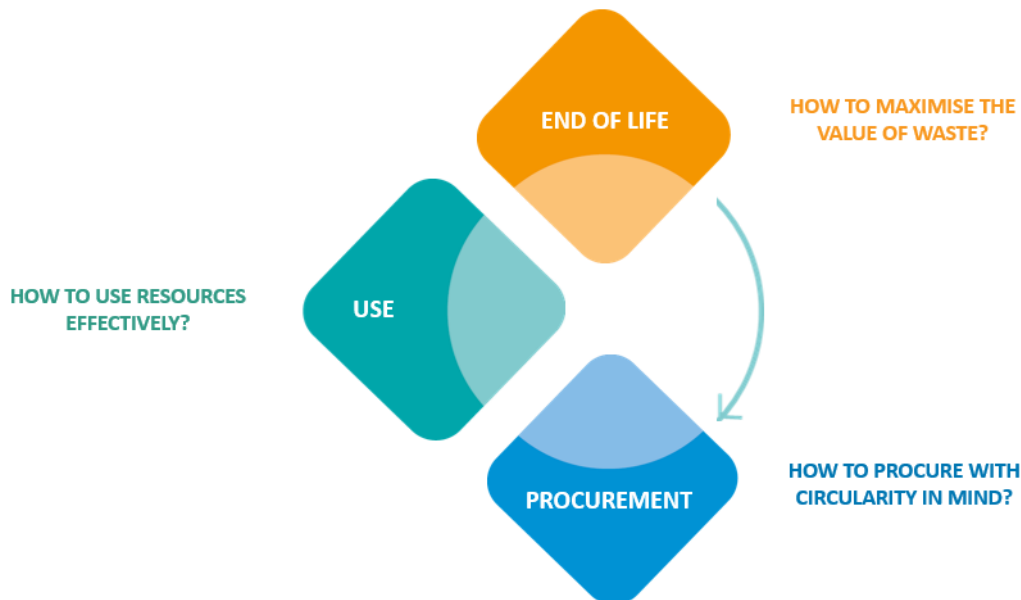 END OF LIFE
HOW TO MAXIMISE THE
VALUE OF WASTE?
HOW TO USE RESOURCES
EFFECTIVELY?
USE
PROCUREMENT
HOW TO PROCURE WITH
CIRCULARITY IN MIND?